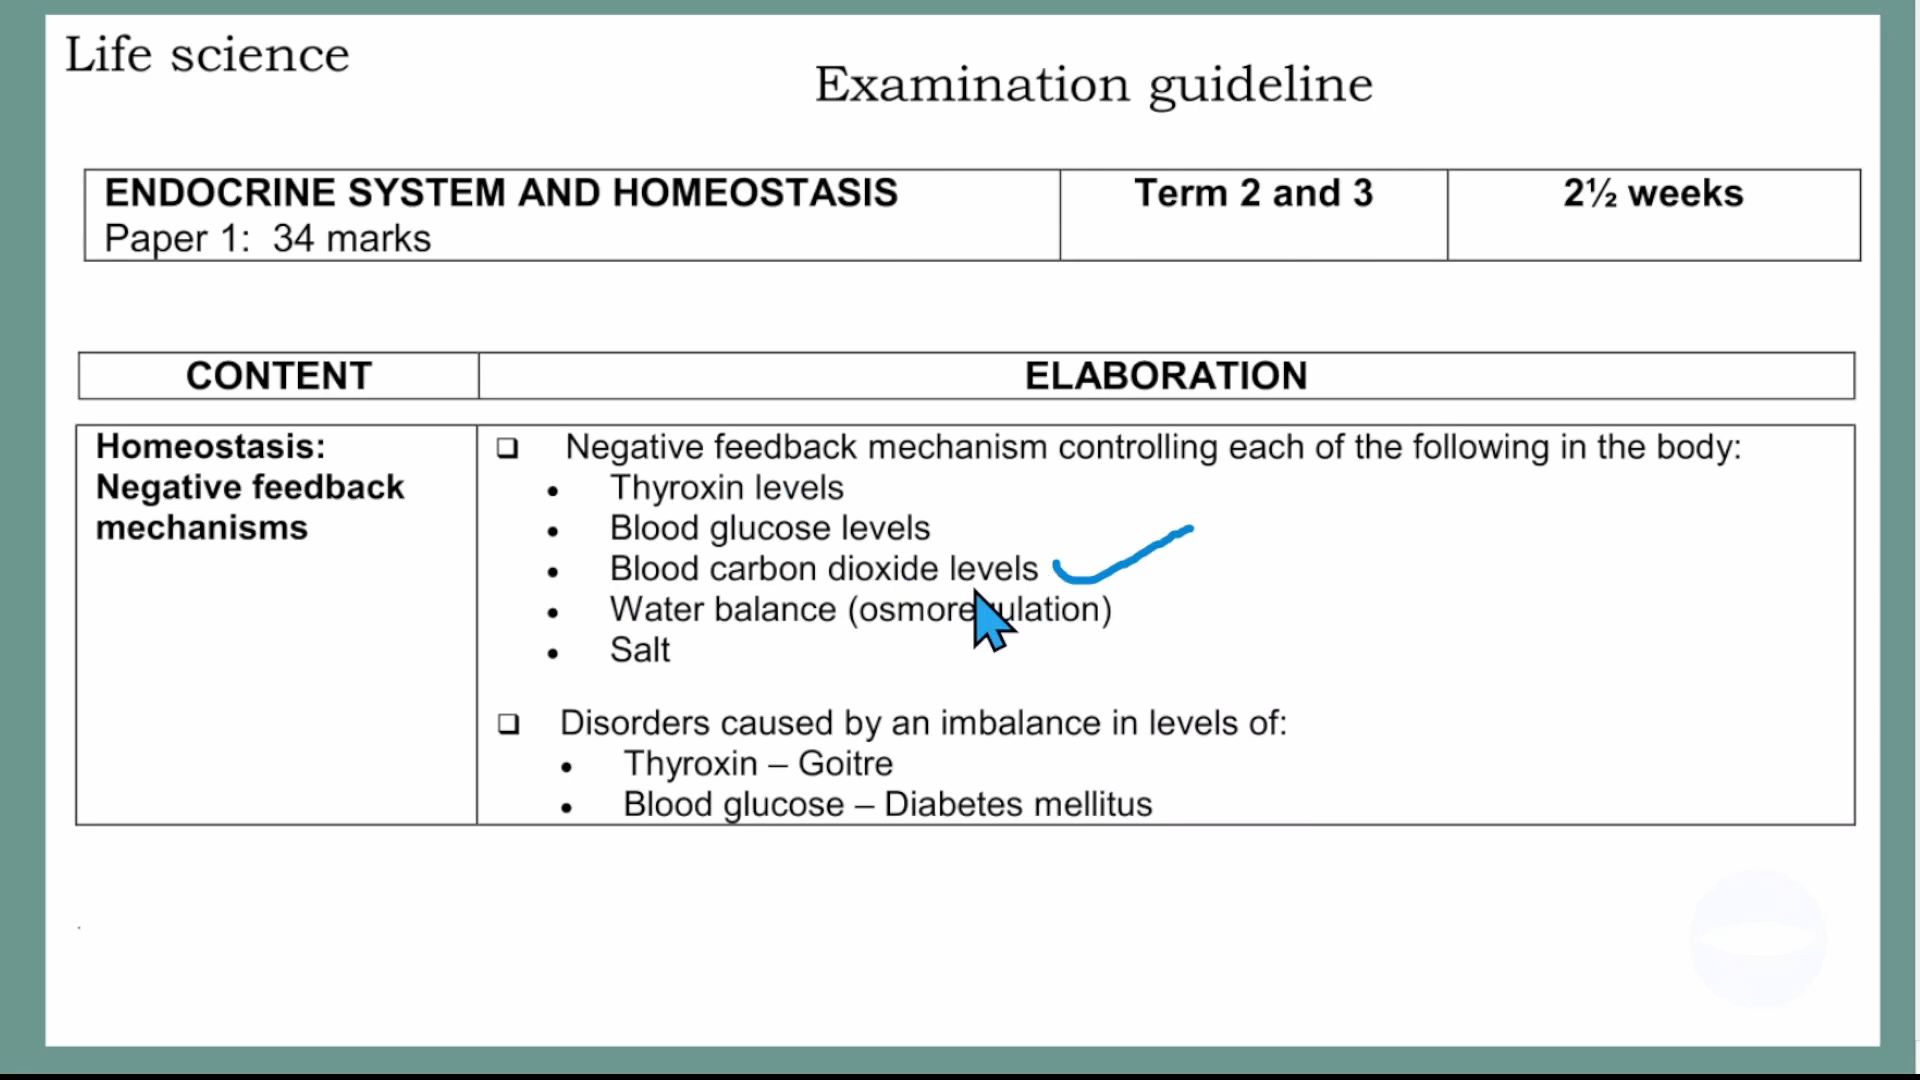 Life science
Examination guideline
ENDOCRINE SYSTEM AND HOMEOSTASIS
Paper 1: 34 marks
Term 2 and 3
2½ weeks
CONTENT
ELABORATION
Homeostasis:
Negative feedback
mechanisms
❑ Negative feedback mechanism controlling each of the following in the body:
• Thyroxin levels
• Blood glucose levels
• Blood carbon dioxide levels
• Water balance (osmoregulation)
• Salt
❑ Disorders caused by an imbalance in levels of:
• Thyroxin – Goitre
• Blood glucose – Diabetes mellitus